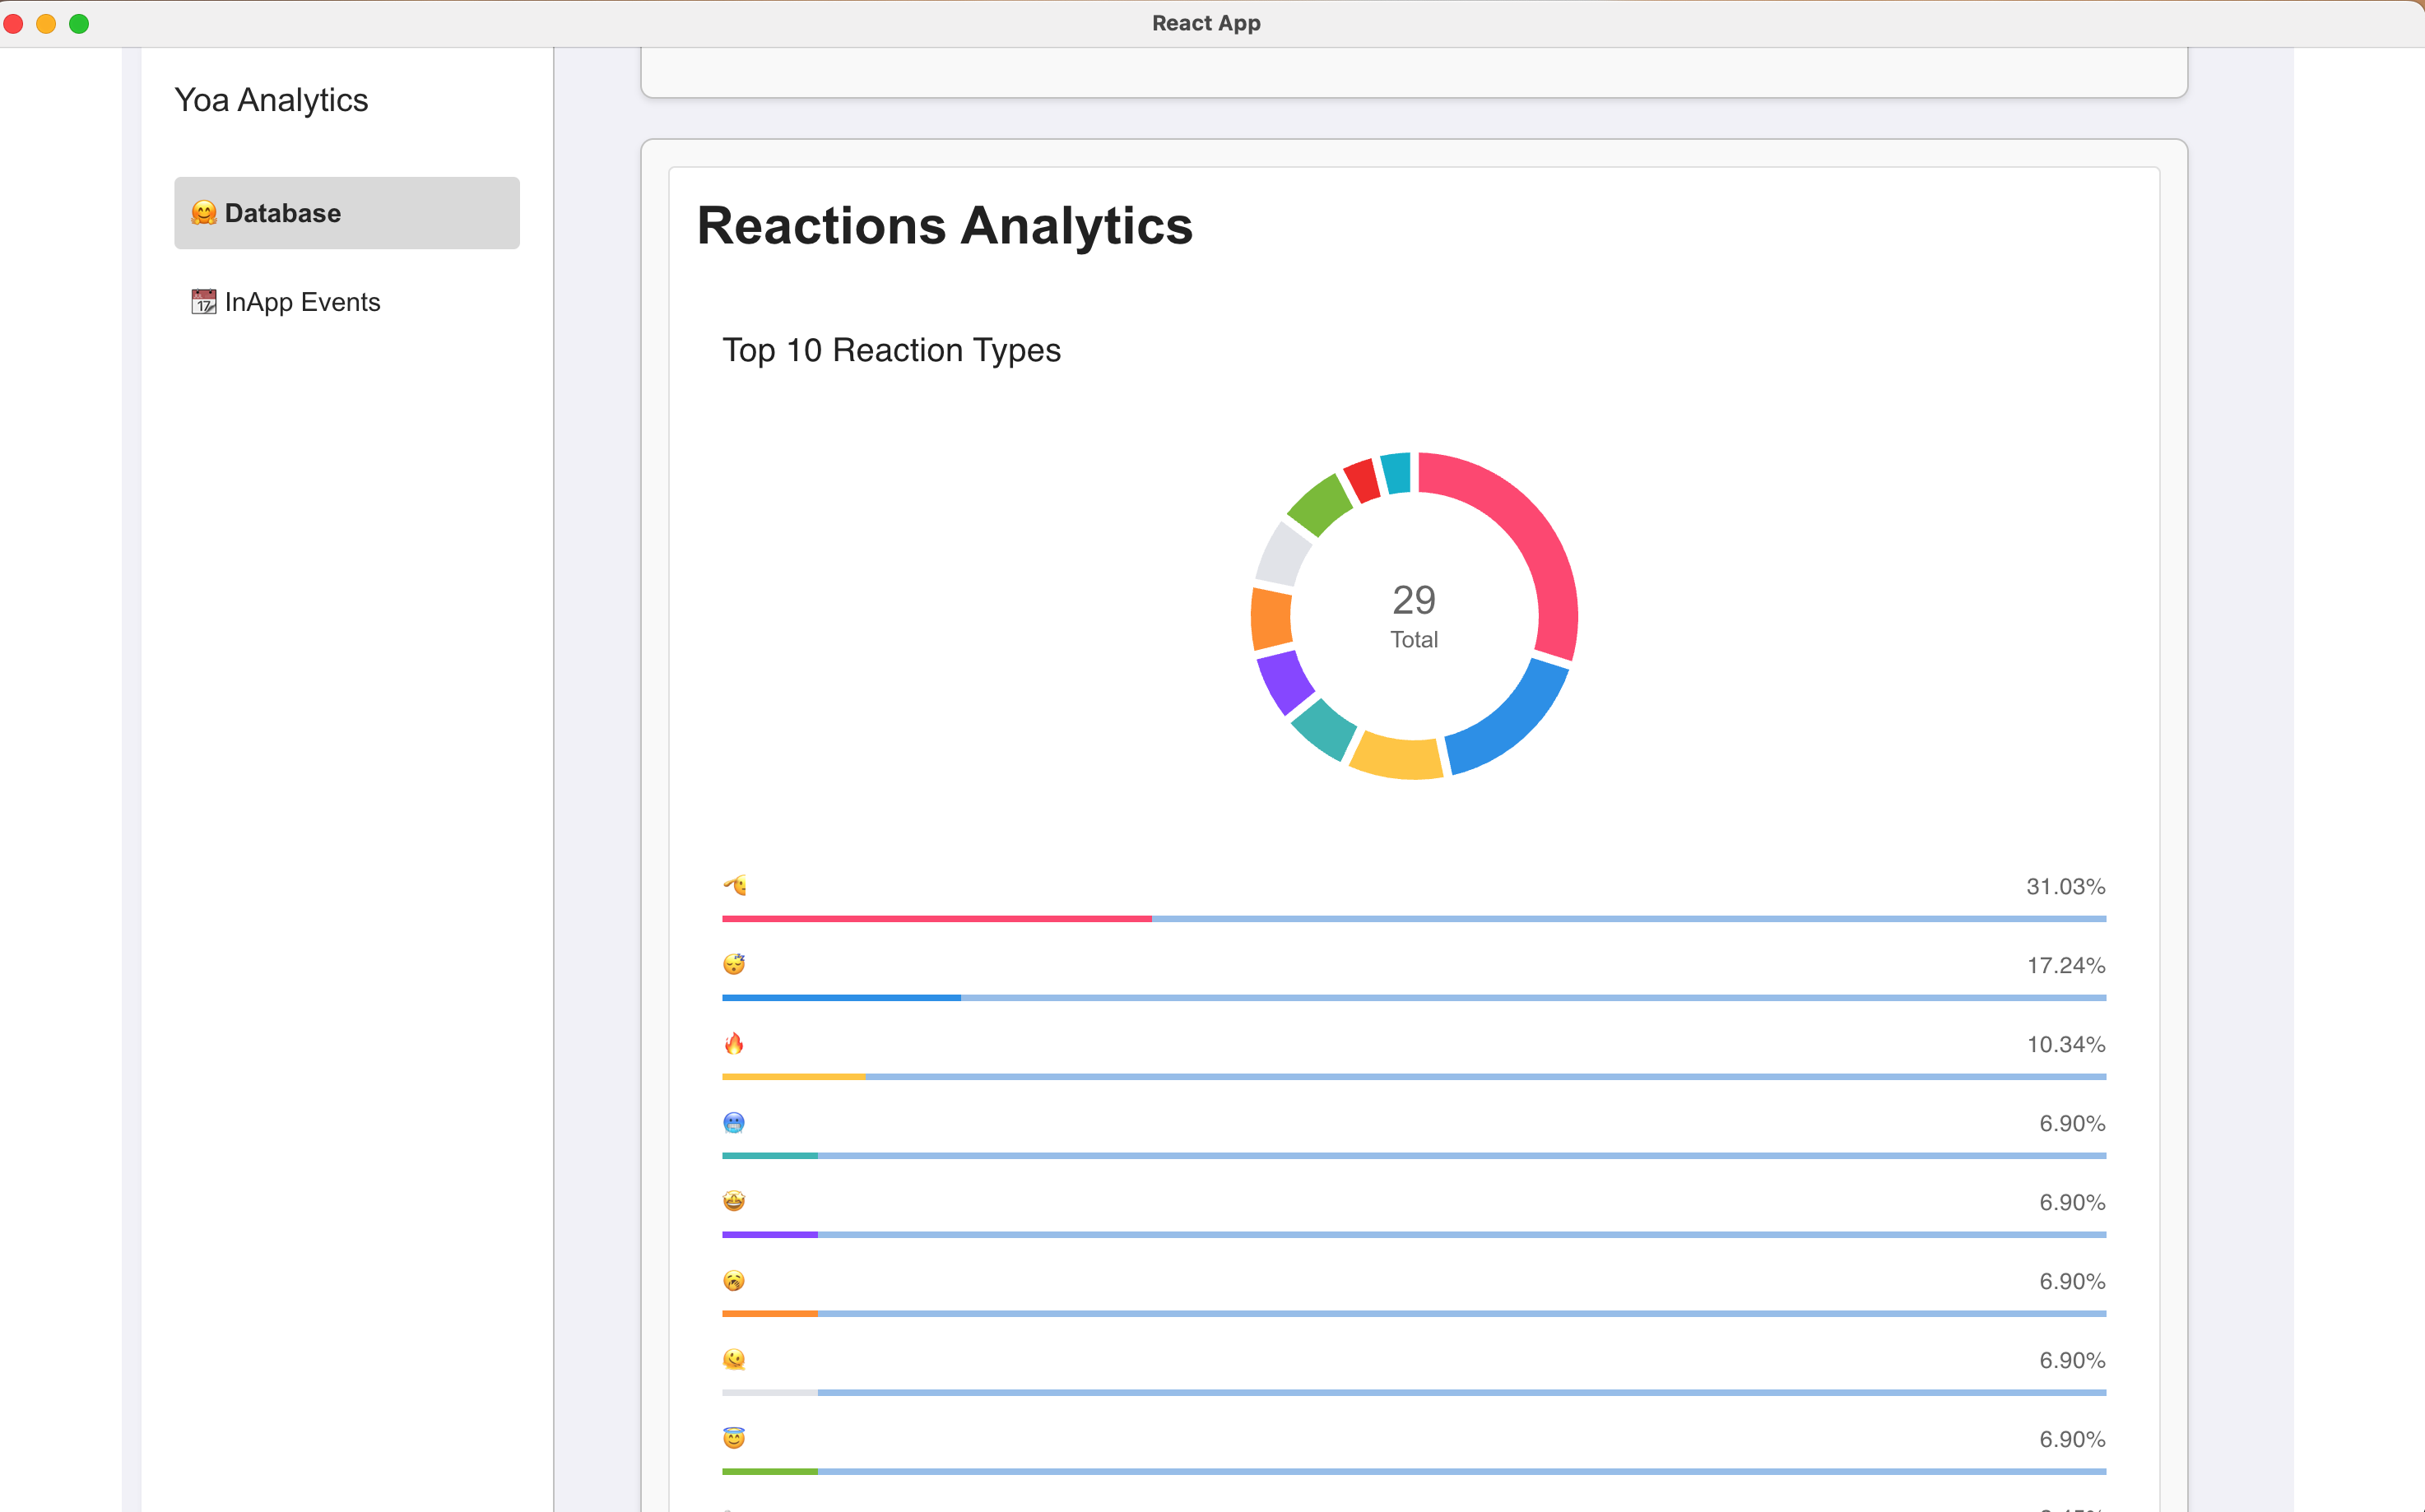 React App
Yoa Analytics
🤗 Database
📆 InApp Events
Reactions Analytics
Top 10 Reaction Types
29
Total
31.03%
😴 17.24%
🔥 10.34%
🥶 6.90%
🤩 6.90%
🥱 6.90%
🫠 6.90%
😇 6.90%